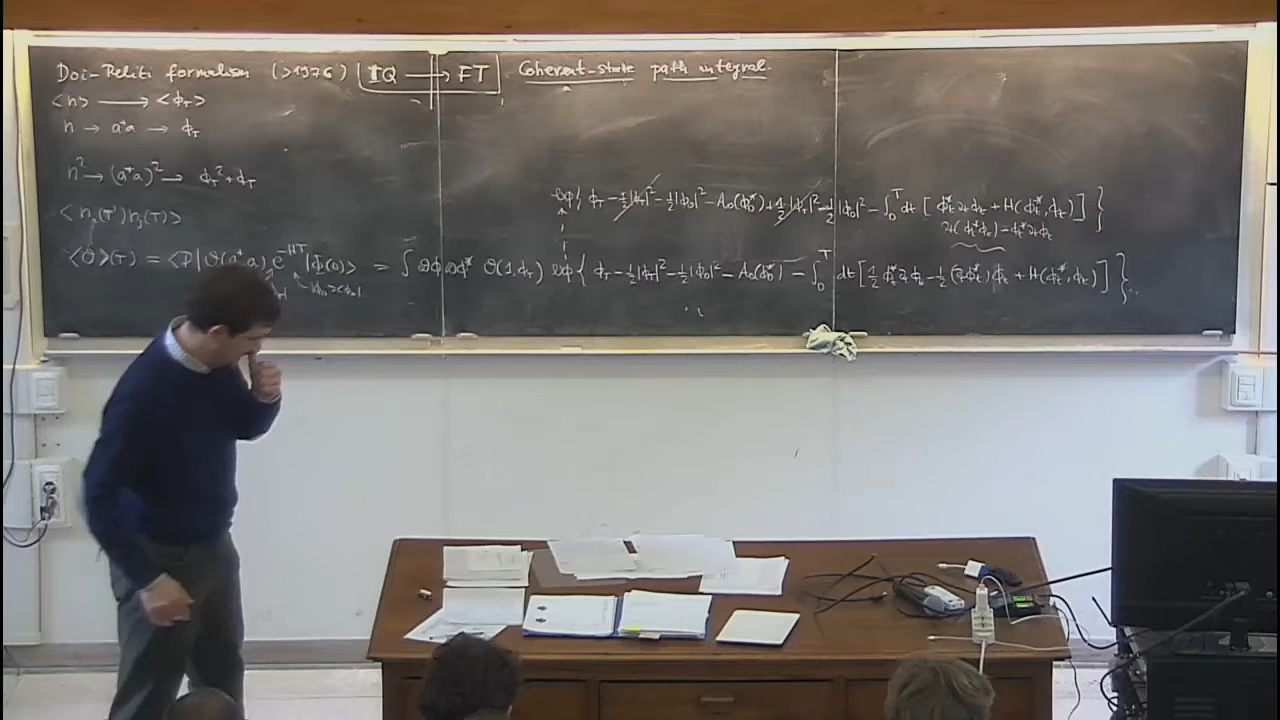 Doi-Peliti formalism (>1976) IIQ → FT Coherent-state path integral
<n> → <ϕ_T>
n → a⁺a → ϕ_T
n² → (a⁺a)² → ϕ_T² + ϕ_T
exp{ ϕ_T - ½|ϕ_T|² - ½|ϕ_0|² - A_0(ϕ_0*) + ½|ϕ_T|² - ½|ϕ_0|² - ∫_0^T dt [ ϕ_t* ∂_t ϕ_t + H(ϕ_t*, ϕ_t) ] }
<n_i(T') n_j(T)>
∂_t(ϕ_t* ϕ_t) - ϕ_t* ∂_t ϕ_t
<O>(T) = <P| O(a⁺a) e^{-HT} |Φ(0)> = ∫ Dϕ Dϕ* O(1,ϕ_T) exp{ ϕ_T - ½|ϕ_T|² - ½|ϕ_0|² - A_0(ϕ_0*) - ∫_0^T dt [ ½ ϕ_t* ∂_t ϕ_t - ½ (∂_t ϕ_t*) ϕ_t + H(ϕ_t*, ϕ_t) ] }
|ϕ_0><ϕ_0|